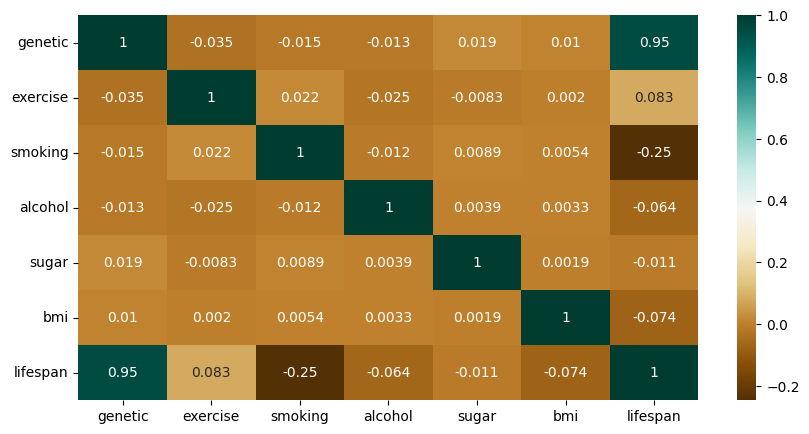 genetic 1 -0.035 -0.015 -0.013 0.019 0.01 0.95
exercise -0.035 1 0.022 -0.025 -0.0083 0.002 0.083
smoking -0.015 0.022 1 -0.012 0.0089 0.0054 -0.25
alcohol -0.013 -0.025 -0.012 1 0.0039 0.0033 -0.064
sugar 0.019 -0.0083 0.0089 0.0039 1 0.0019 -0.011
bmi 0.01 0.002 0.0054 0.0033 0.0019 1 -0.074
lifespan 0.95 0.083 -0.25 -0.064 -0.011 -0.074 1
genetic exercise smoking alcohol sugar bmi lifespan
1.0
0.8
0.6
0.4
0.2
0.0
−0.2